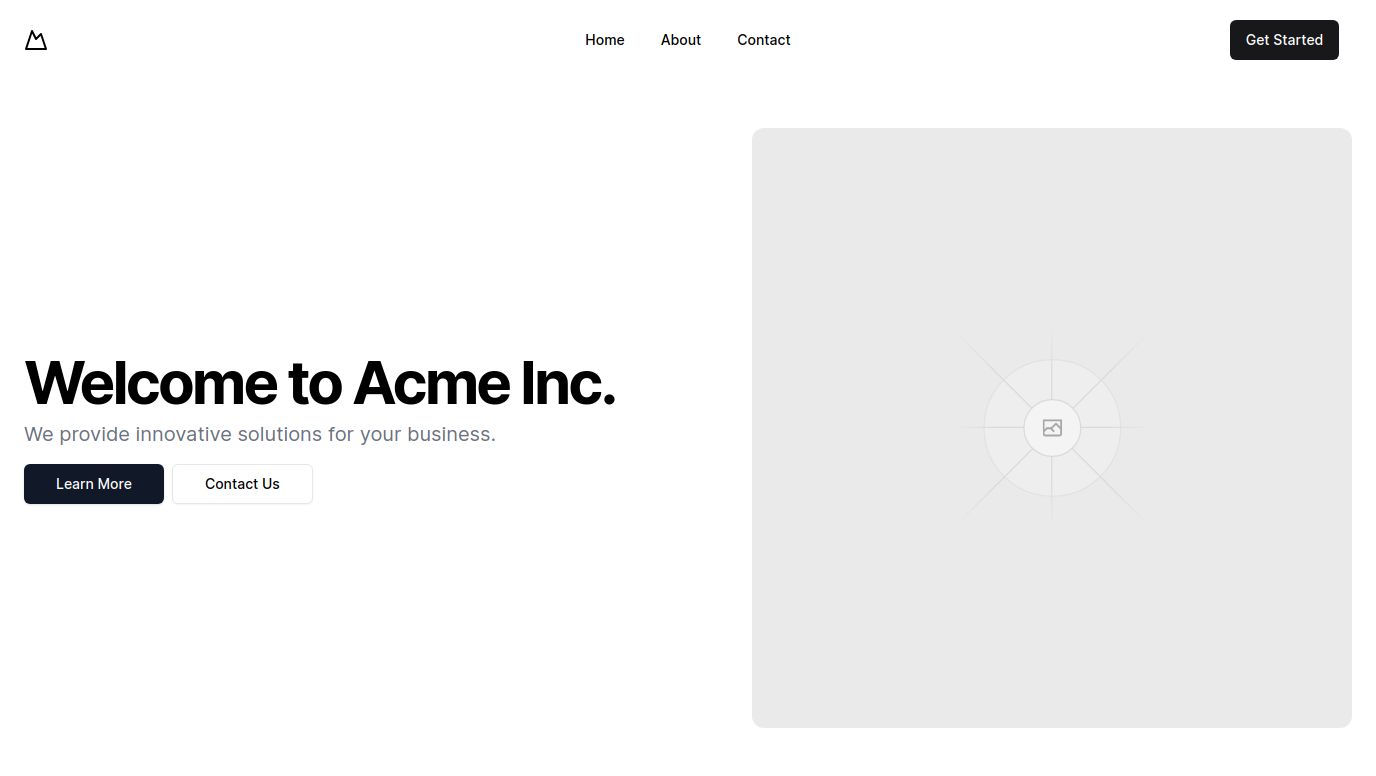 Home About Contact Get Started
Welcome to Acme Inc.
We provide innovative solutions for your business.
Learn More Contact Us